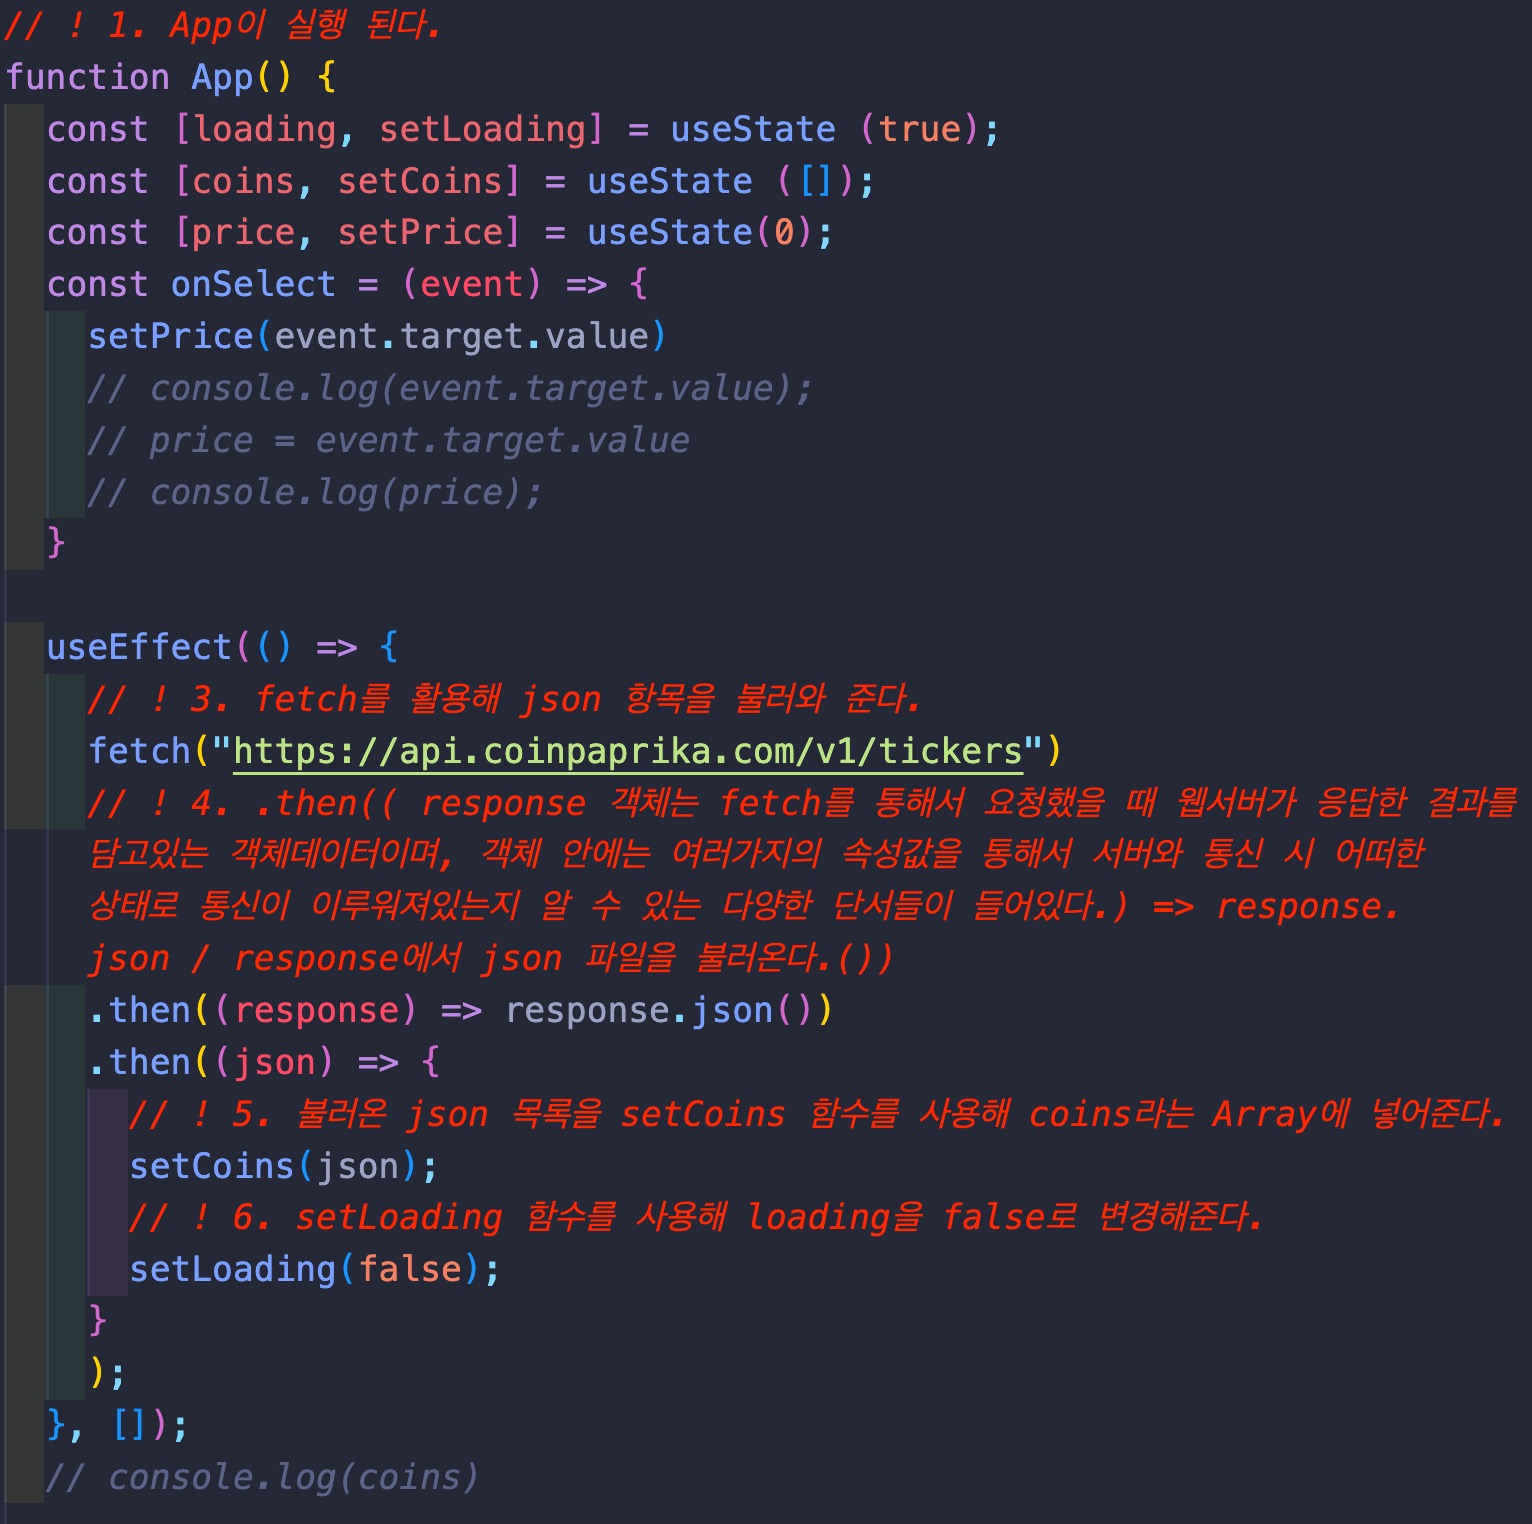 // ! 1. App이 실행 된다.
function App() {
const [loading, setLoading] = useState (true);
const [coins, setCoins] = useState ([]);
const [price, setPrice] = useState(0);
const onSelect = (event) => {
setPrice(event.target.value)
// console.log(event.target.value);
// price = event.target.value
// console.log(price);
}
useEffect(() => {
// ! 3. fetch를 활용해 json 항목을 불러와 준다.
fetch("https://api.coinpaprika.com/v1/tickers")
// ! 4. .then(( response 객체는 fetch를 통해서 요청했을 때 웹서버가 응답한 결과를
담고있는 객체데이터이며, 객체 안에는 여러가지의 속성값을 통해서 서버와 통신 시 어떠한
상태로 통신이 이루워져있는지 알 수 있는 다양한 단서들이 들어있다.) => response.
json / response에서 json 파일을 불러온다.())
.then((response) => response.json())
.then((json) => {
// ! 5. 불러온 json 목록을 setCoins 함수를 사용해 coins라는 Array에 넣어준다.
setCoins(json);
// ! 6. setLoading 함수를 사용해 loading을 false로 변경해준다.
setLoading(false);
}
);
}, []);
// console.log(coins)